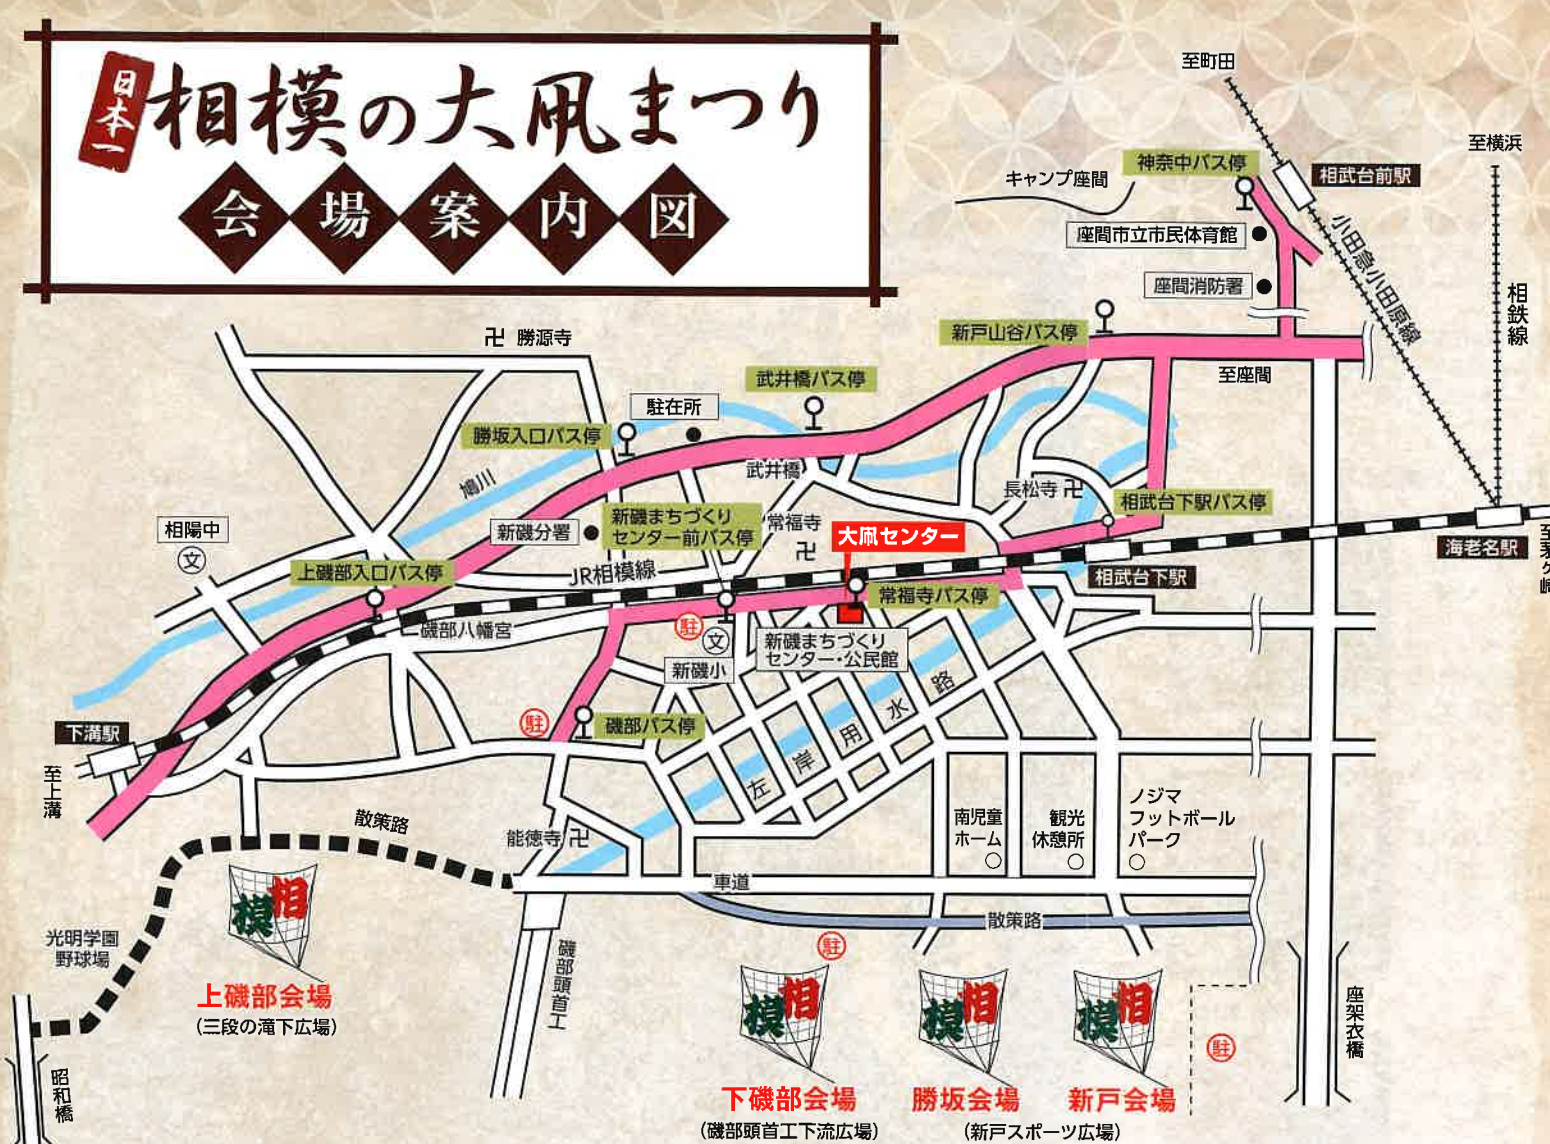 日本一
相模の大凧まつり
会場案内図
至町田
至横浜
神奈中バス停
相武台前駅
キャンプ座間
座間市立市民体育館
小田急小田原線
座間消防署
相鉄線
新戸山谷バス停
卍 勝源寺
至座間
武井橋バス停
駐在所
勝坂入口バス停
武井橋
鳩川
長松寺 卍
相武台下駅バス停
相陽中
文
新磯分署
新磯まちづくり
センター前バス停
常福寺
卍
大凧センター
海老名駅
上磯部入口バス停
JR相模線
相武台下駅
常福寺バス停
磯部八幡宮
駐
文
新磯小
新磯まちづくり
センター・公民館
左岸用水路
駐
磯部バス停
下溝駅
至上溝
散策路
能徳寺 卍
南児童
ホーム
観光
休憩所
ノジマ
フットボール
パーク
車道
散策路
光明学園
野球場
相模
上磯部会場
(三段の滝下広場)
磯部頭首工
駐
相模
下磯部会場
(磯部頭首工下流広場)
相模
勝坂会場
相模
新戸会場
(新戸スポーツ広場)
駐
座架衣橋
昭和橋